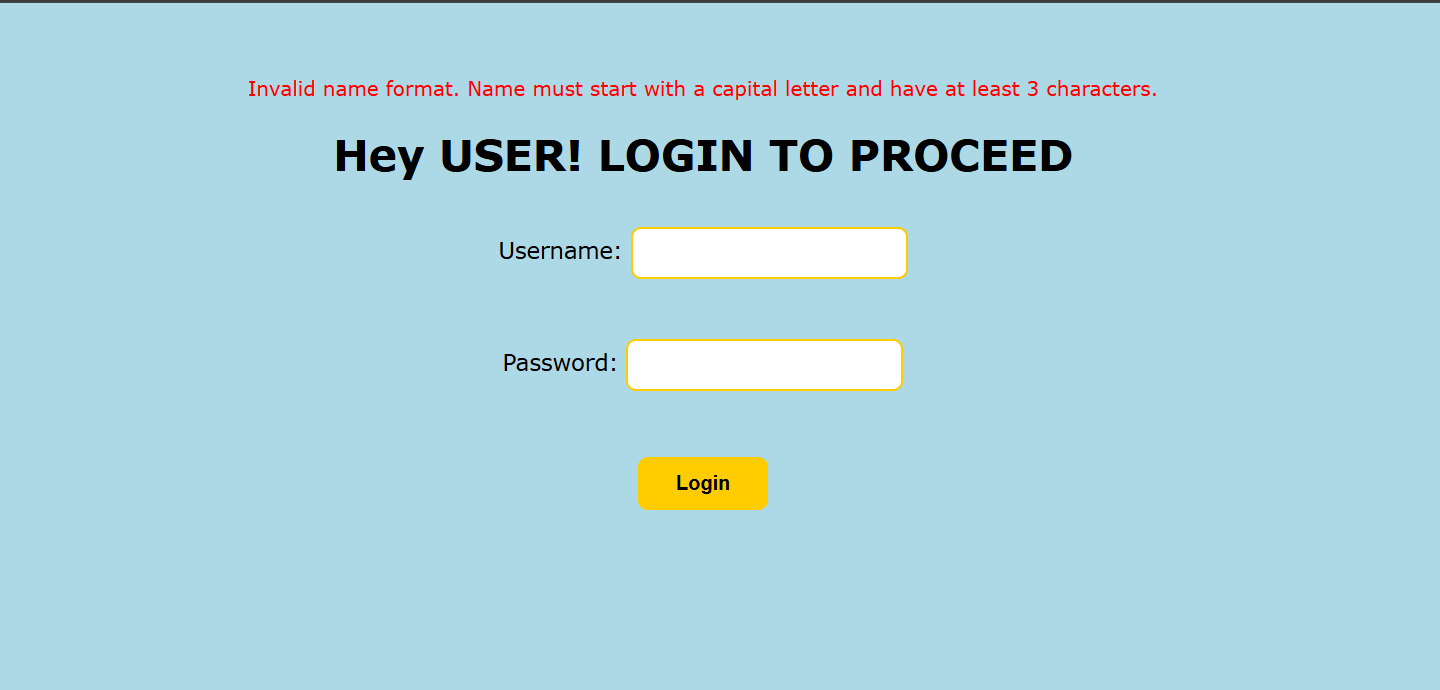 Invalid name format. Name must start with a capital letter and have at least 3 characters.
Hey USER! LOGIN TO PROCEED
Username:
Password:
Login